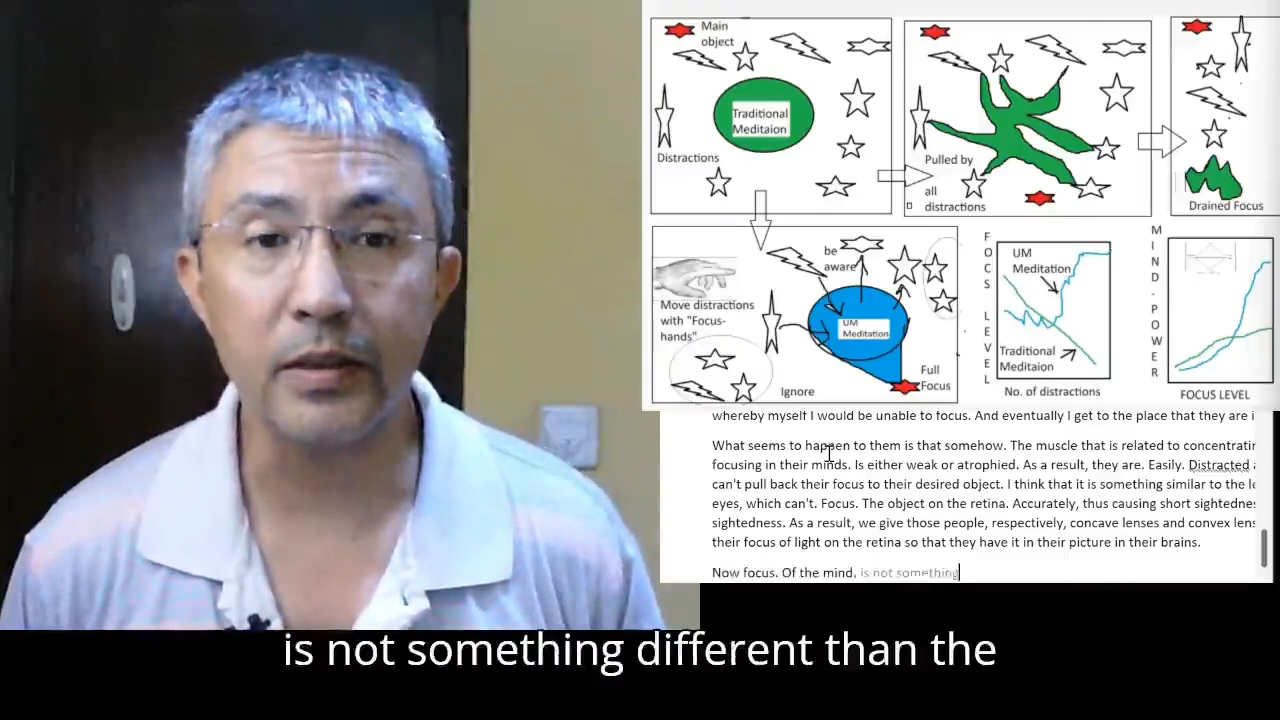 Main
object
Traditional
Meditaion
Distractions
Pulled by
all
distractions
Drained Focus
be
aware
Move distractions
with "Focus-
hands"
UM
Meditation
Ignore
Full
Focus
FOCS LEVEL
UM
Meditation
Traditional
Meditaion
No. of distractions
MIND-POWER
FOCUS LEVEL
whereby myself I would be unable to focus. And eventually I get to the place that they are i
What seems to happen to them is that somehow. The muscle that is related to concentratin
focusing in their minds. Is either weak or atrophied. As a result, they are. Easily. Distracted
can't pull back their focus to their desired object. I think that it is something similar to the le
eyes, which can't. Focus. The object on the retina. Accurately, thus causing short sightednes
sightedness. As a result, we give those people, respectively, concave lenses and convex lens
their focus of light on the retina so that they have it in their picture in their brains.
Now focus. Of the mind, is not something
is not something different than the